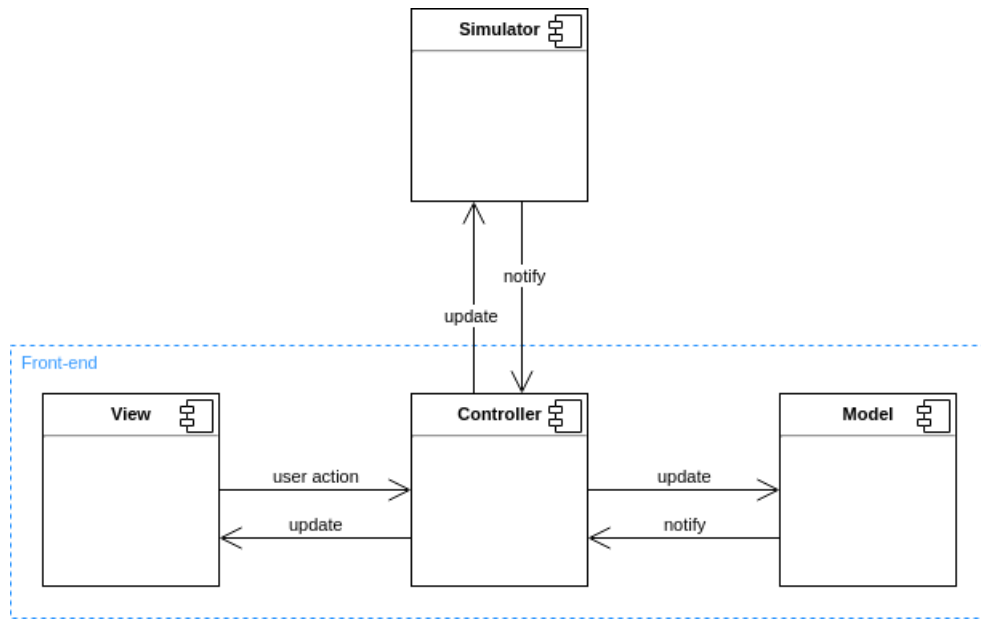 Simulator
notify
update
Front-end
View
Controller
Model
user action
update
update
notify